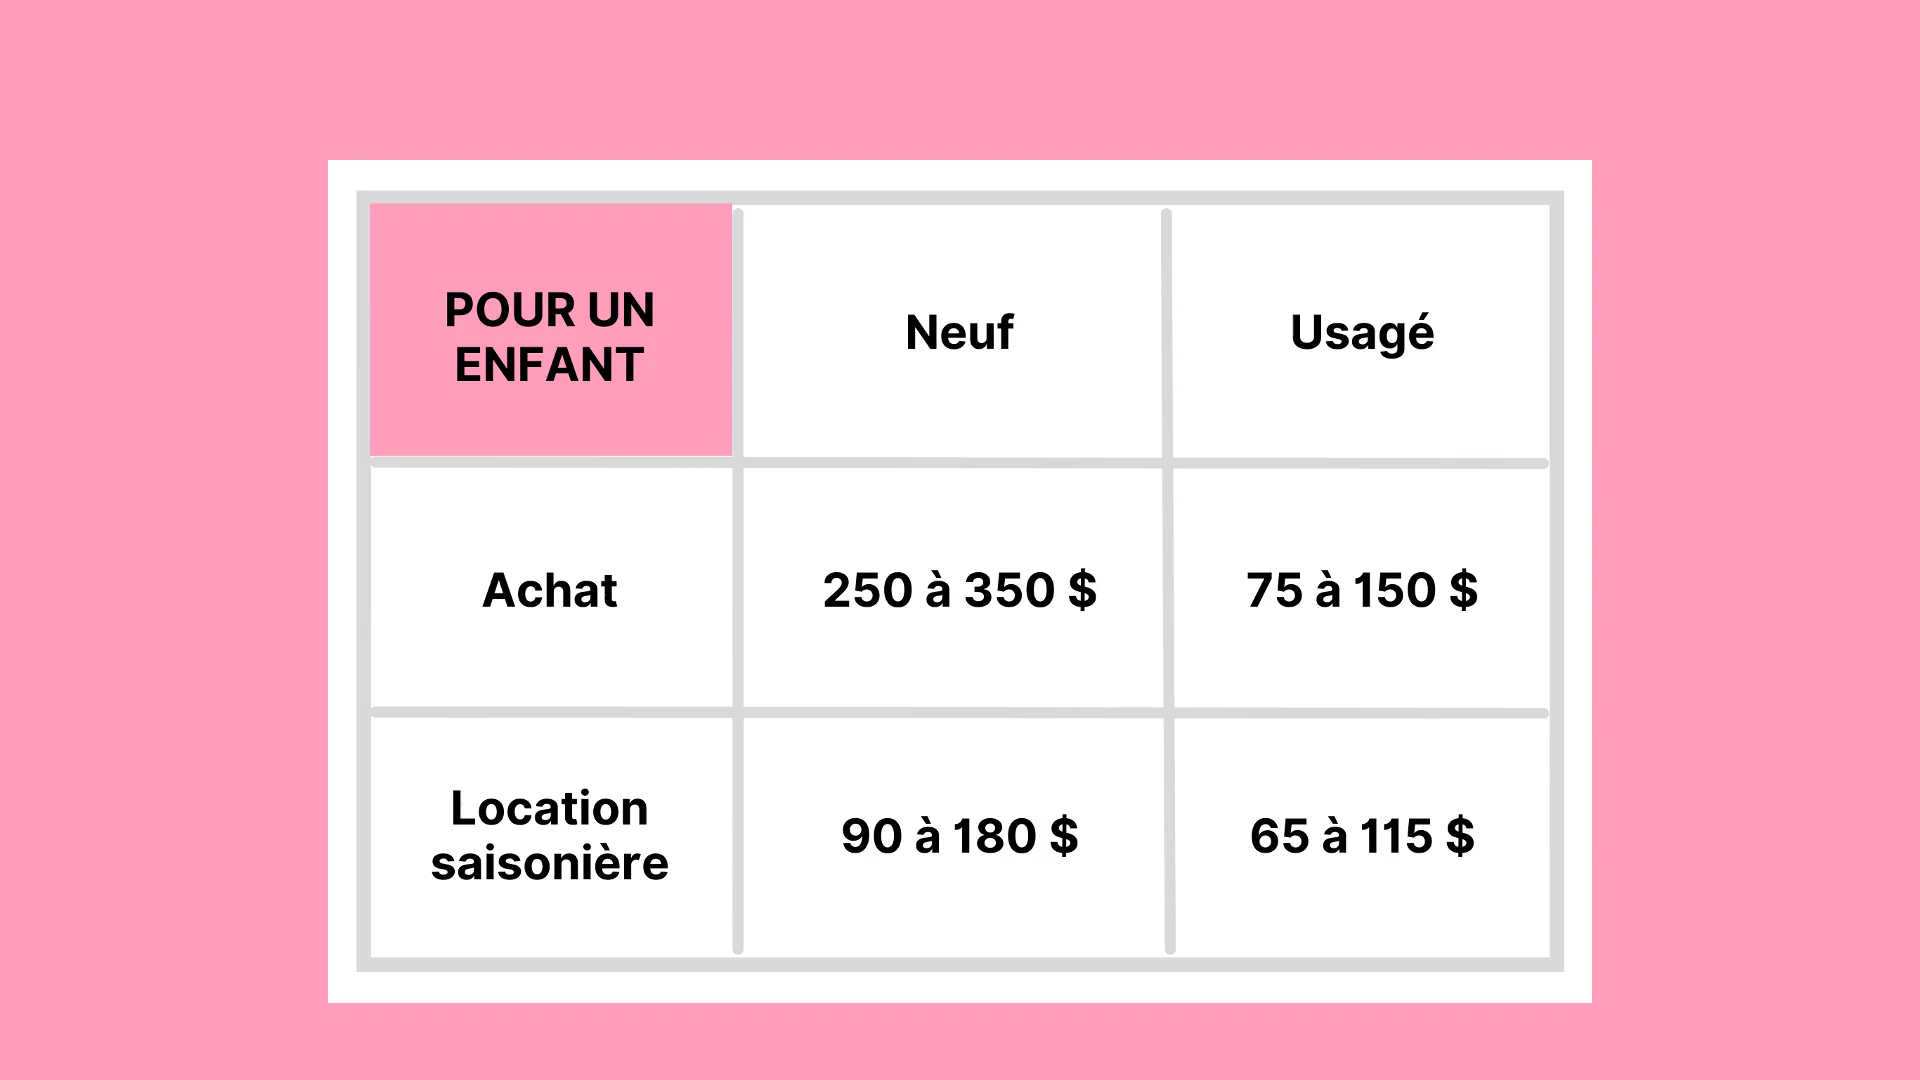 POUR UN
ENFANT
Neuf
Usagé
Achat
250 à 350 $
75 à 150 $
Location
saisonière
90 à 180 $
65 à 115 $